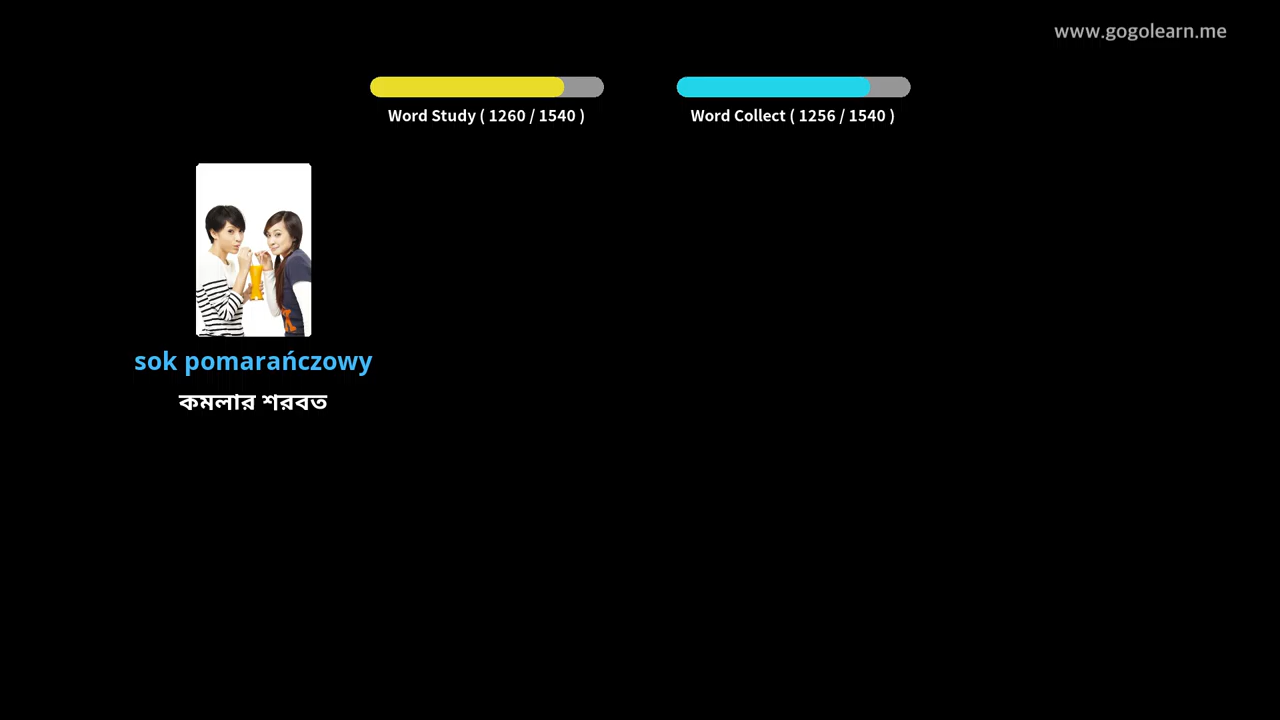 www.gogolearn.me
Word Study ( 1260 / 1540 )
Word Collect ( 1256 / 1540 )
sok pomarańczowy
কমলার শরবত